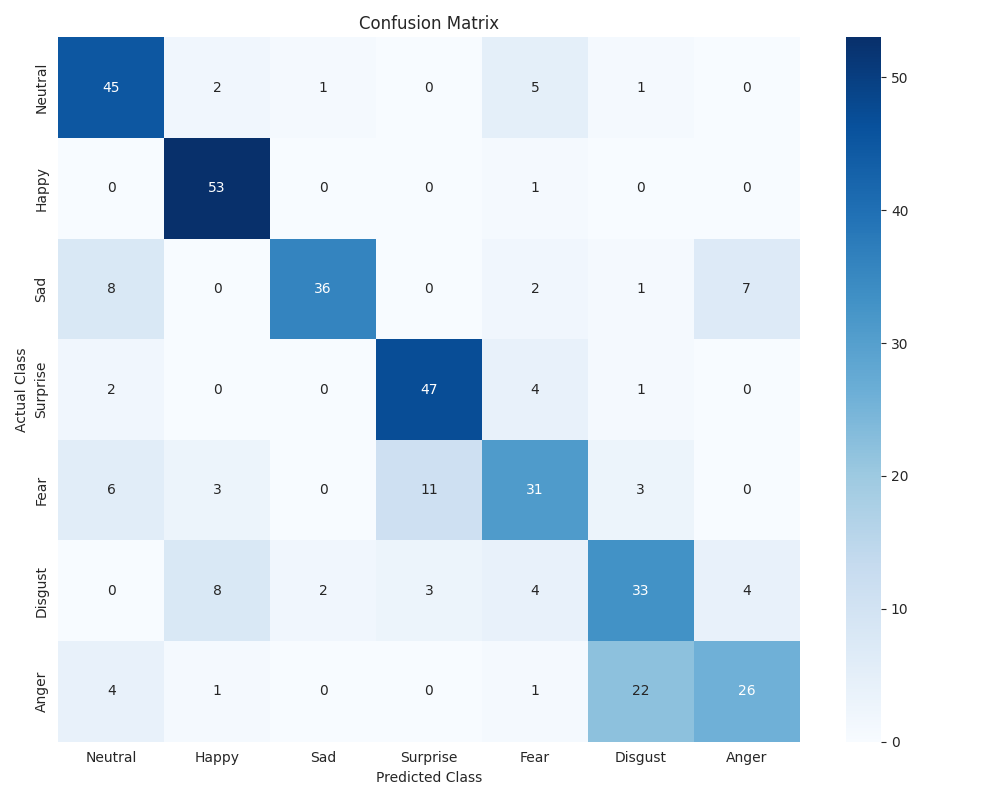 Confusion Matrix
Neutral 45 2 1 0 5 1 0
Happy 0 53 0 0 1 0 0
Sad 8 0 36 0 2 1 7
Surprise 2 0 0 47 4 1 0
Fear 6 3 0 11 31 3 0
Disgust 0 8 2 3 4 33 4
Anger 4 1 0 0 1 22 26
Neutral Happy Sad Surprise Fear Disgust Anger
Predicted Class
Actual Class
50
40
30
20
10
0